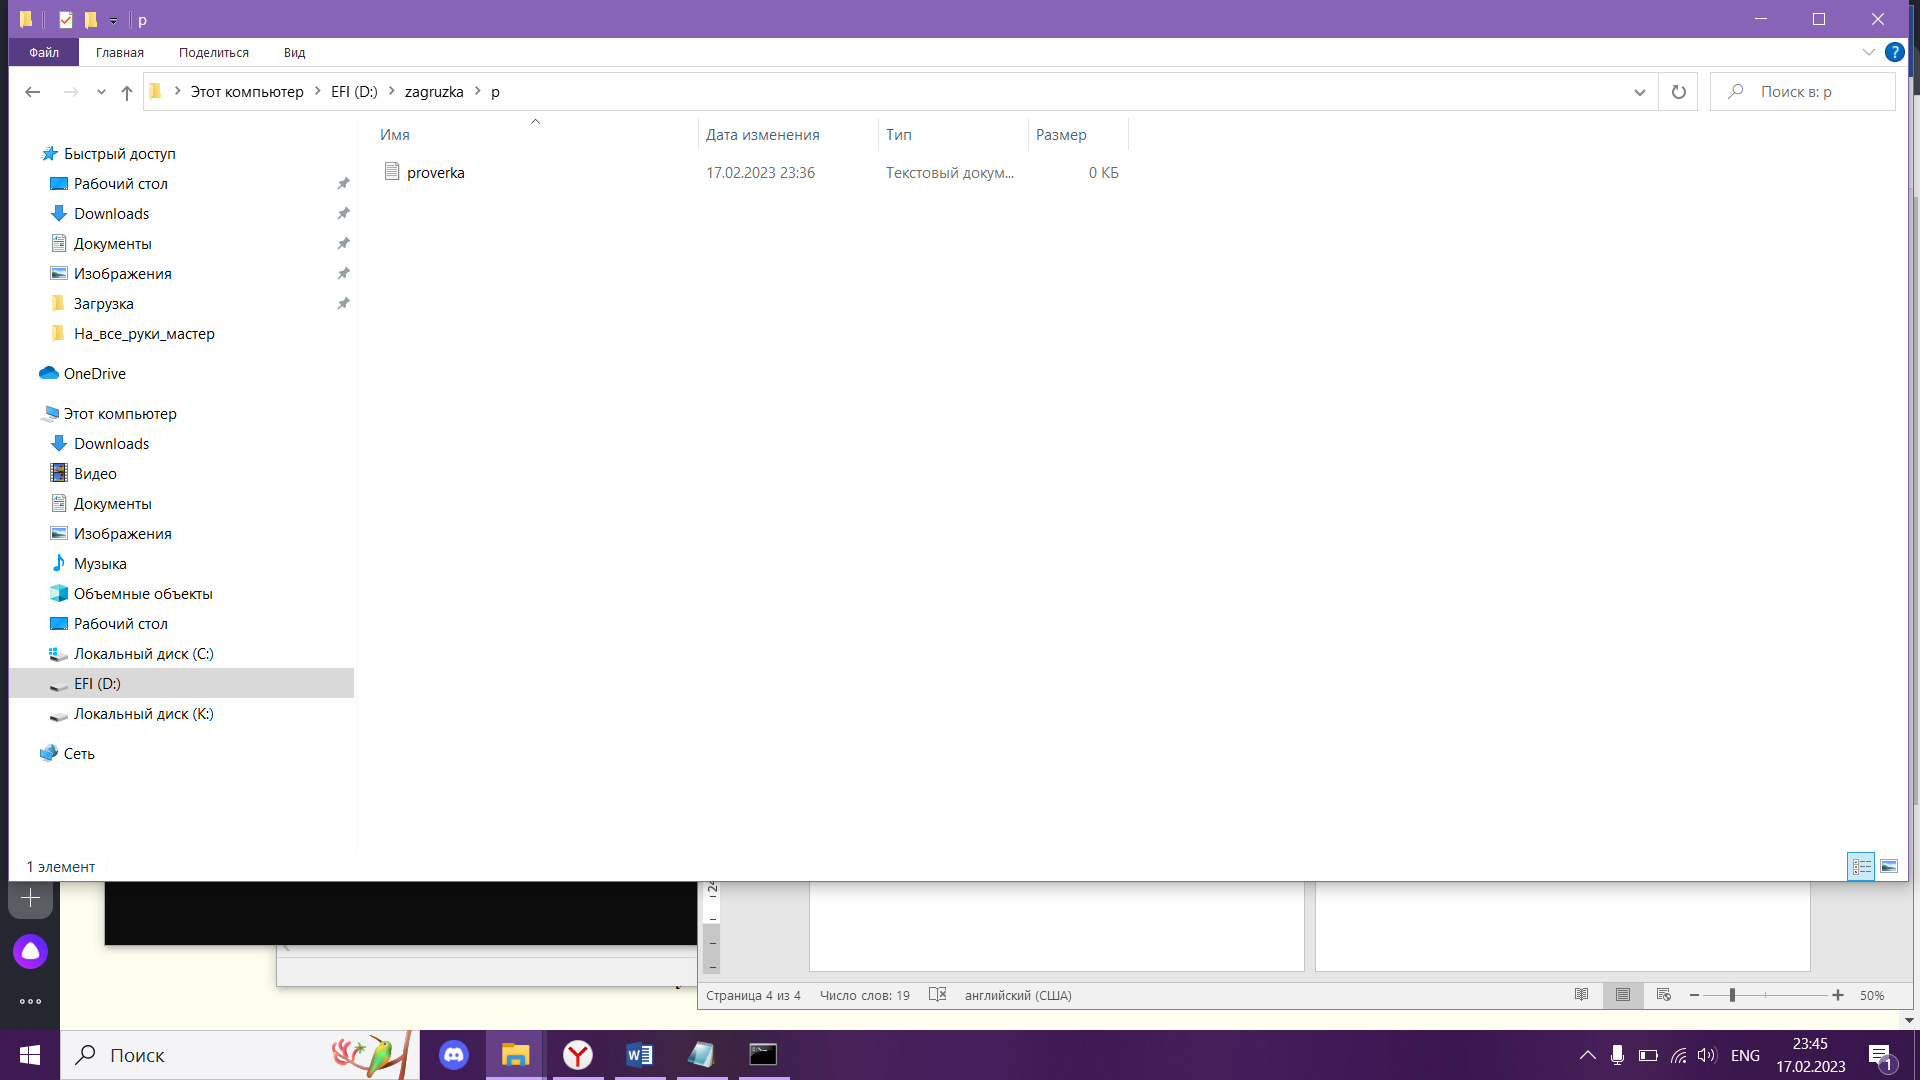 p
Файл Главная Поделиться Вид
Этот компьютер EFI (D:) zagruzka p
Поиск в: p
Имя Дата изменения Тип Размер
proverka 17.02.2023 23:36 Текстовый докум... 0 КБ
Быстрый доступ
Рабочий стол
Downloads
Документы
Изображения
Загрузка
На_все_руки_мастер
OneDrive
Этот компьютер
Downloads
Видео
Документы
Изображения
Музыка
Объемные объекты
Рабочий стол
Локальный диск (C:)
EFI (D:)
Локальный диск (K:)
Сеть
1 элемент
Страница 4 из 4 Число слов: 19 английский (США) 50%
Поиск
ENG
23:45
17.02.2023
1